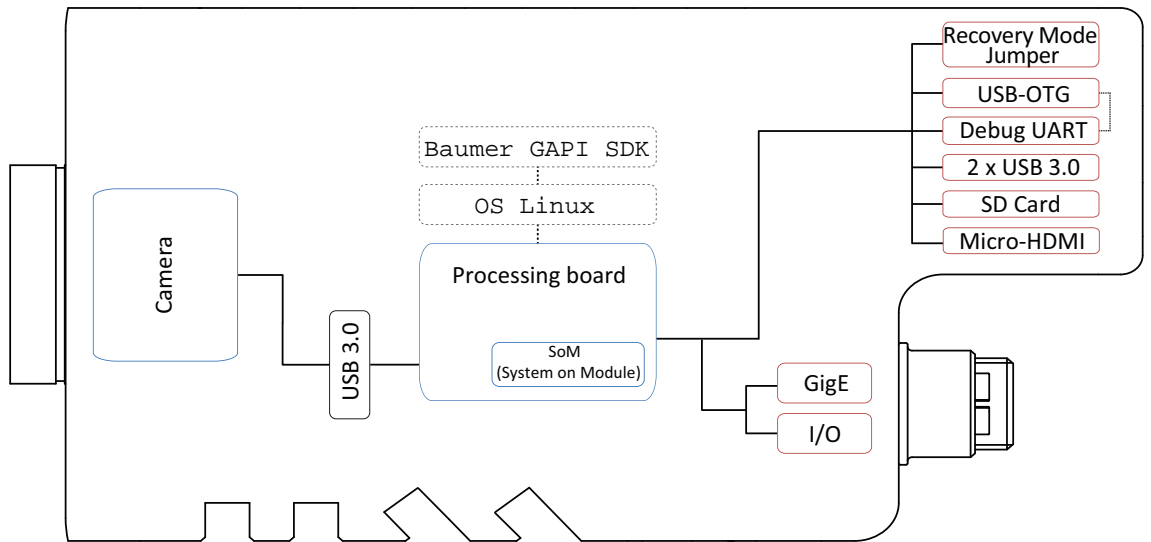 Recovery Mode
Jumper
USB-OTG
Debug UART
2 x USB 3.0
SD Card
Micro-HDMI
Baumer GAPI SDK
OS Linux
Processing board
SoM
(System on Module)
Camera
USB 3.0
GigE
I/O